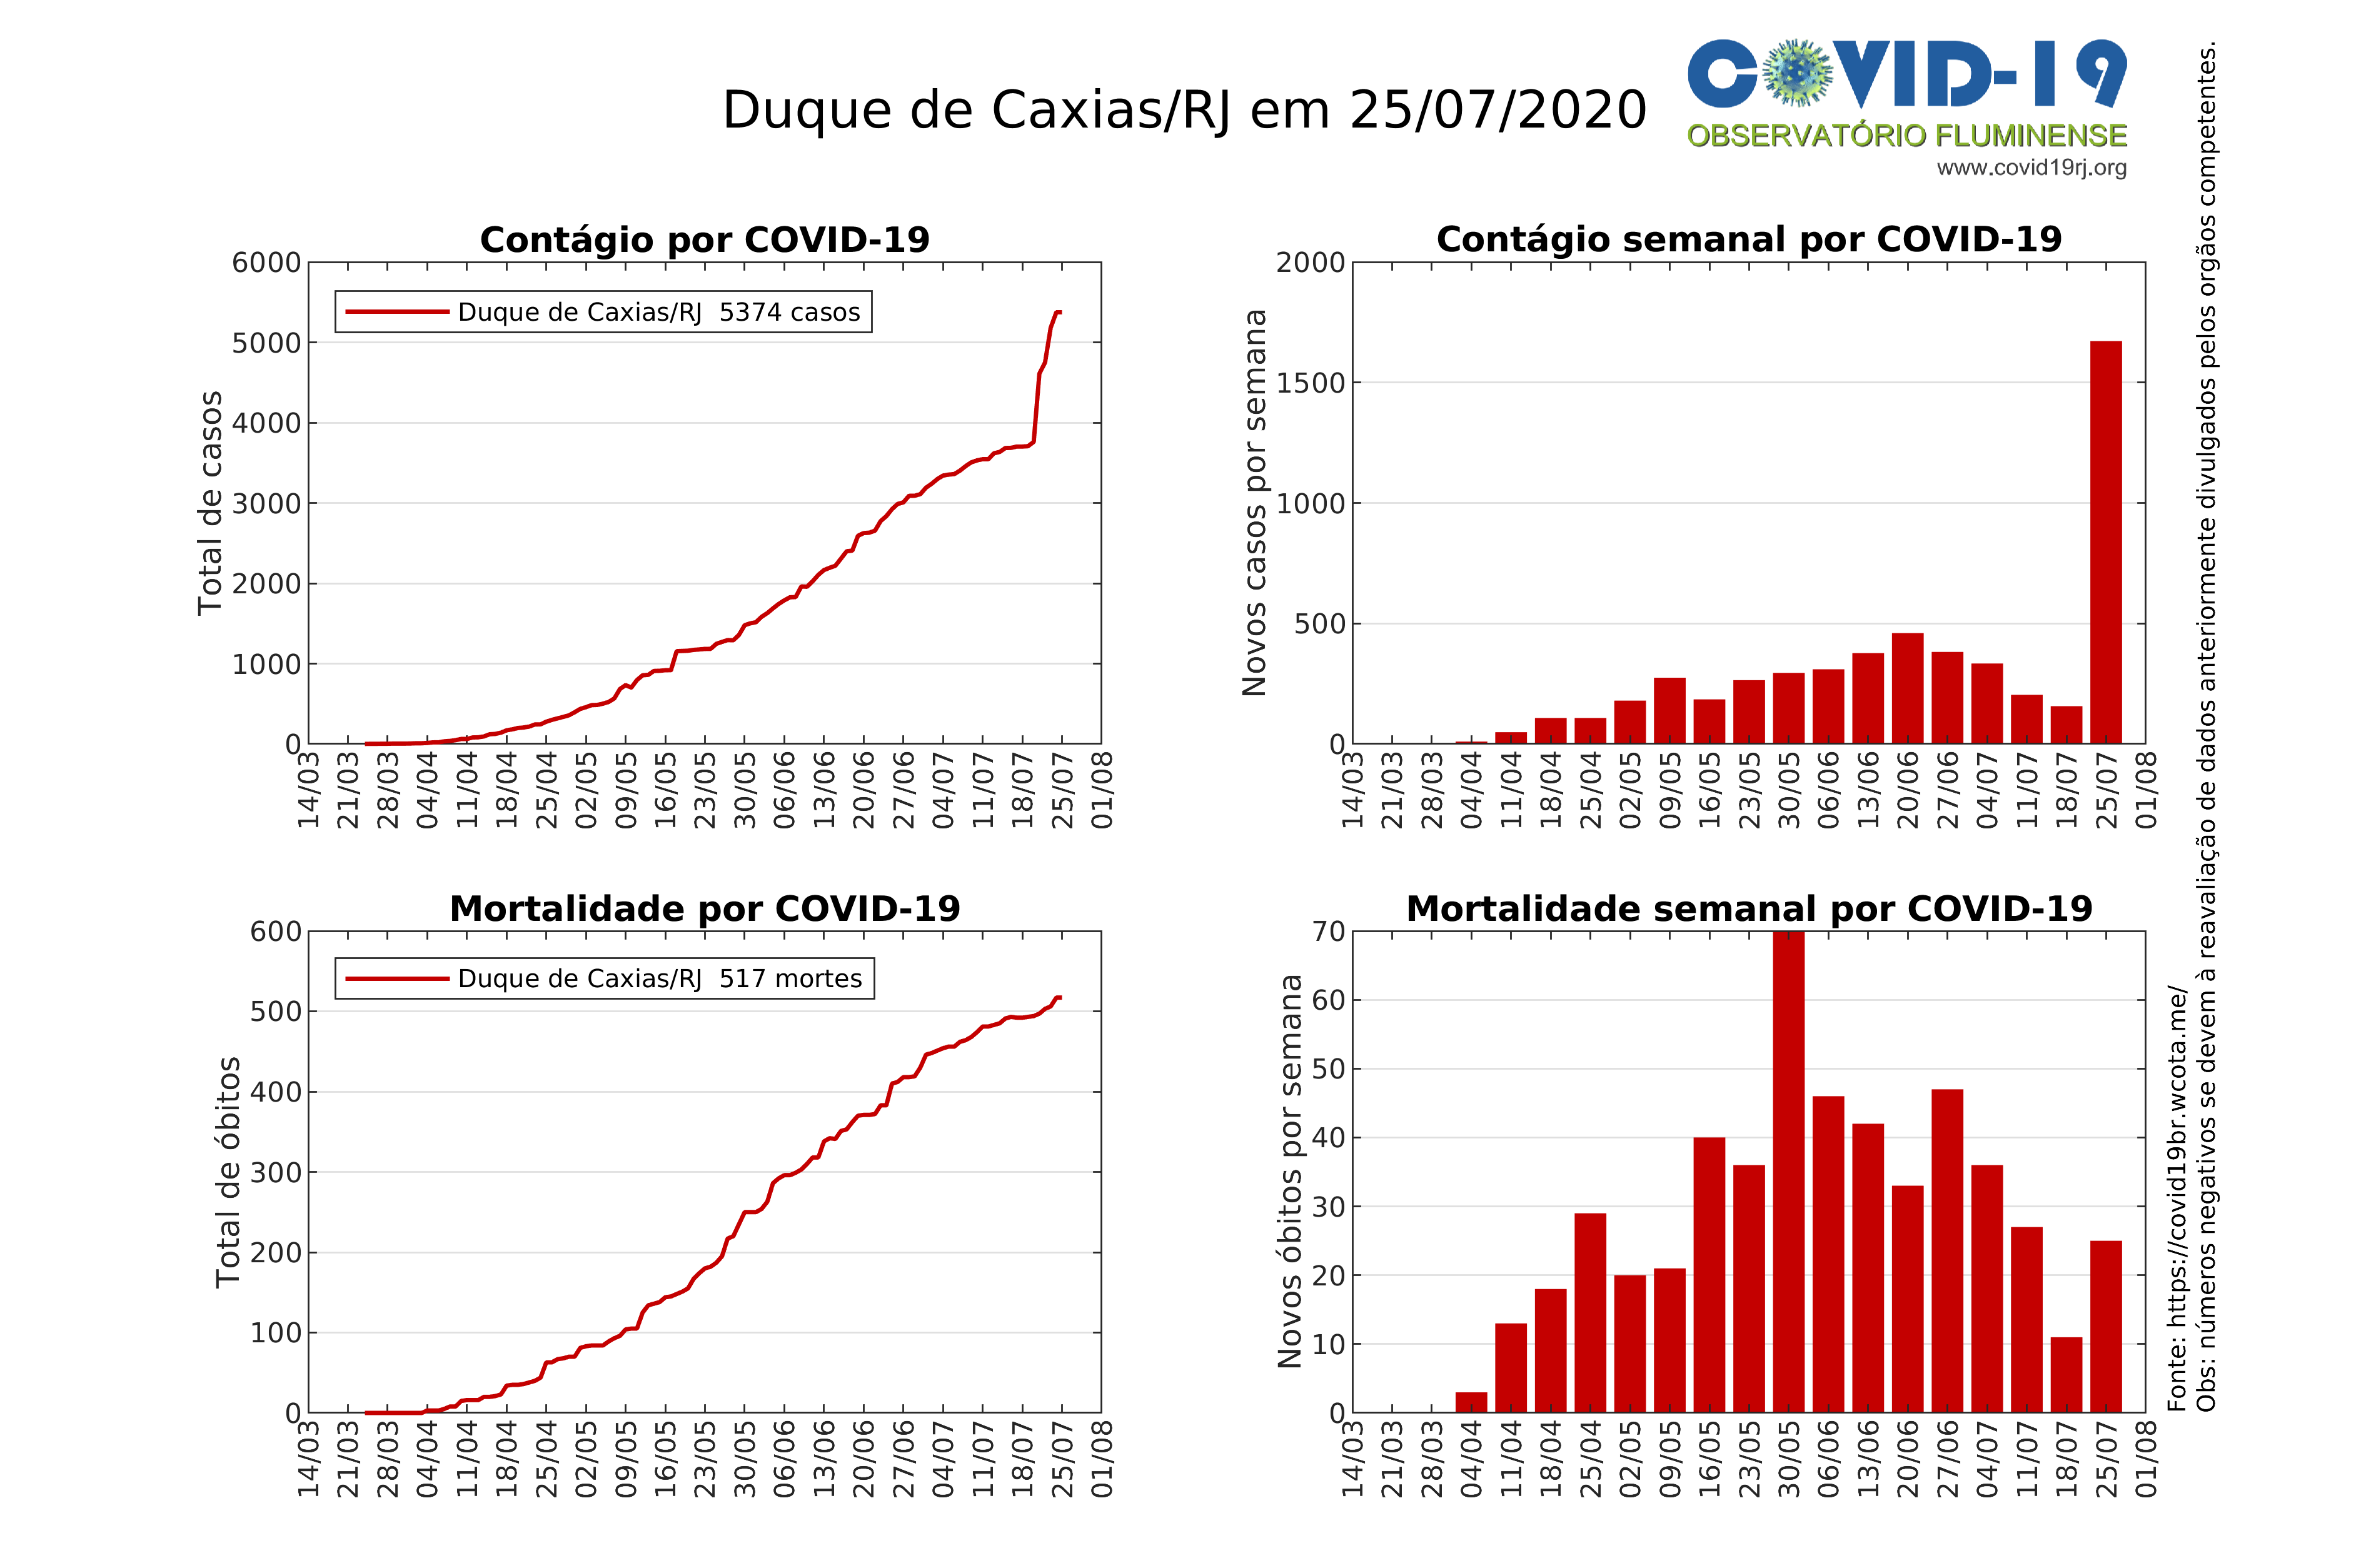 Duque de Caxias/RJ em 25/07/2020
COVID-19
OBSERVATÓRIO FLUMINENSE
www.covid19rj.org
Contágio por COVID-19
Total de casos
6000
5000
4000
3000
2000
1000
0
Duque de Caxias/RJ 5374 casos
14/03 21/03 28/03 04/04 11/04 18/04 25/04 02/05 09/05 16/05 23/05 30/05 06/06 13/06 20/06 27/06 04/07 11/07 18/07 25/07 01/08
Contágio semanal por COVID-19
Novos casos por semana
2000
1500
1000
500
0
14/03 21/03 28/03 04/04 11/04 18/04 25/04 02/05 09/05 16/05 23/05 30/05 06/06 13/06 20/06 27/06 04/07 11/07 18/07 25/07 01/08
Mortalidade por COVID-19
Total de óbitos
600
500
400
300
200
100
0
Duque de Caxias/RJ 517 mortes
14/03 21/03 28/03 04/04 11/04 18/04 25/04 02/05 09/05 16/05 23/05 30/05 06/06 13/06 20/06 27/06 04/07 11/07 18/07 25/07 01/08
Mortalidade semanal por COVID-19
Novos óbitos por semana
70
60
50
40
30
20
10
0
14/03 21/03 28/03 04/04 11/04 18/04 25/04 02/05 09/05 16/05 23/05 30/05 06/06 13/06 20/06 27/06 04/07 11/07 18/07 25/07 01/08
Fonte: https://covid19br.wcota.me/
Obs: números negativos se devem à reavaliação de dados anteriormente divulgados pelos orgãos competentes.